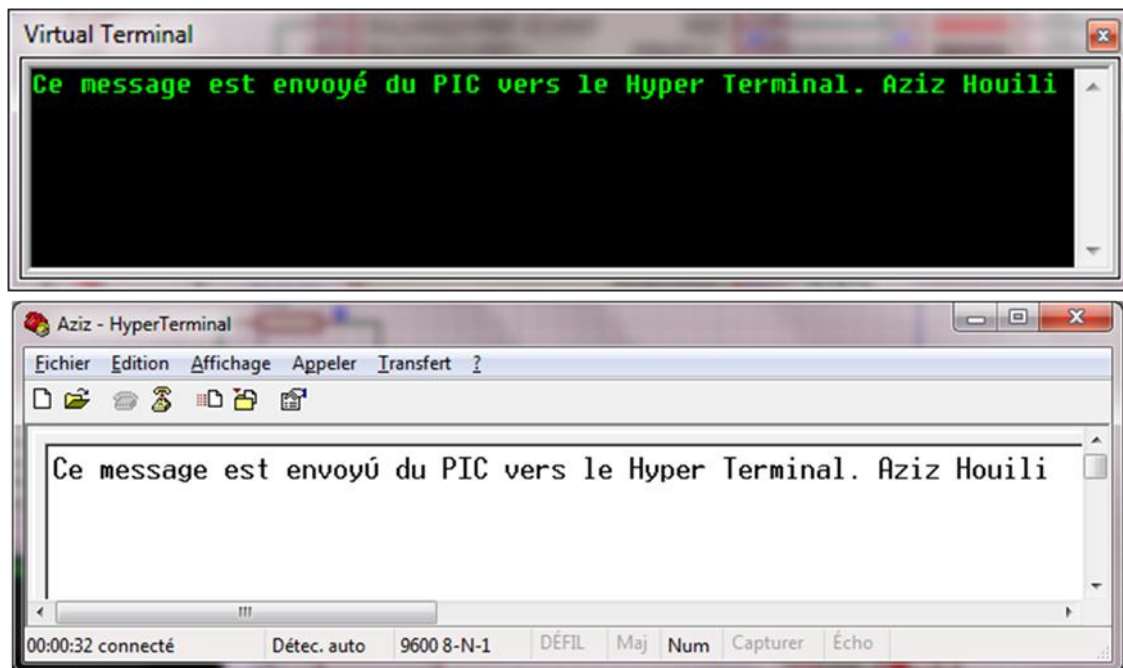 Virtual Terminal
Ce message est envoyé du PIC vers le Hyper Terminal. Aziz Houili
Aziz - HyperTerminal
Fichier Edition Affichage Appeler Transfert ?
Ce message est envoyÚ du PIC vers le Hyper Terminal. Aziz Houili
00:00:32 connecté Détec. auto 9600 8-N-1 DÉFIL Maj Num Capturer Écho